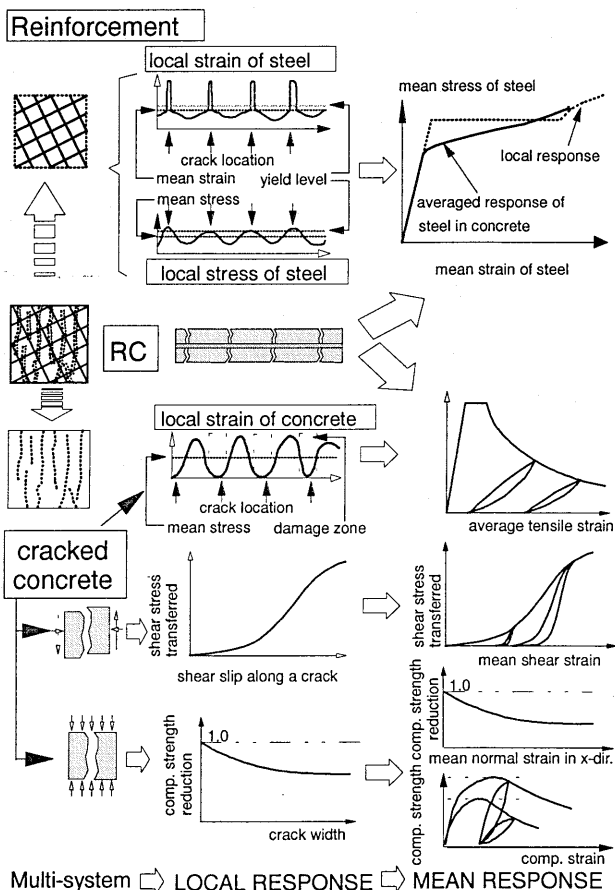 Reinforcement
local strain of steel
crack location
mean strain
yield level
mean stress
local stress of steel
mean stress of steel
local response
averaged response of
steel in concrete
mean strain of steel
RC
local strain of concrete
crack location
mean stress
damage zone
average tensile strain
cracked
concrete
shear stress
transferred
shear slip along a crack
shear stress
transferred
mean shear strain
comp. strength
reduction
1.0
crack width
comp. strength
reduction
1.0
mean normal strain in x-dir.
comp. strength
comp. strain
Multi-system
LOCAL RESPONSE
MEAN RESPONSE